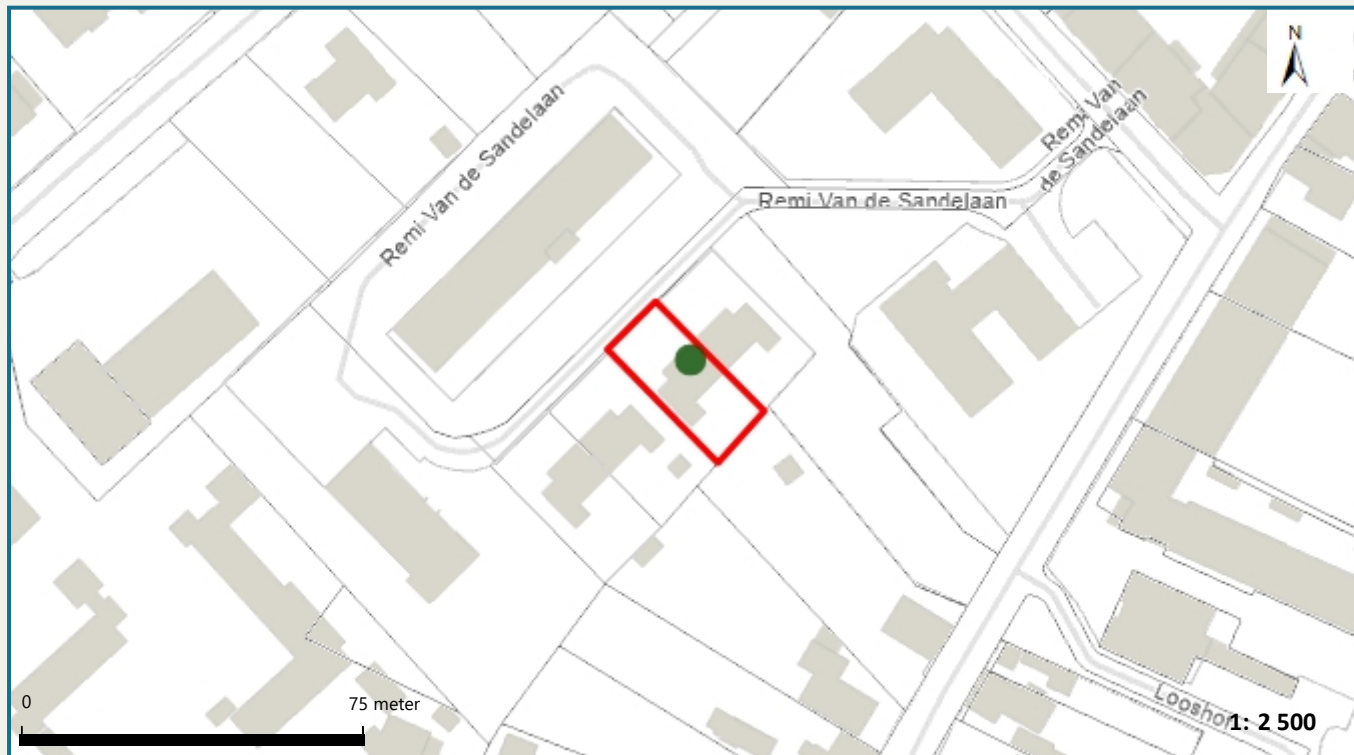 N
Remi Van de Sandelaan
Remi Van
de Sandelaan
Remi Van de Sandelaan
0
75 meter
1: 2 500